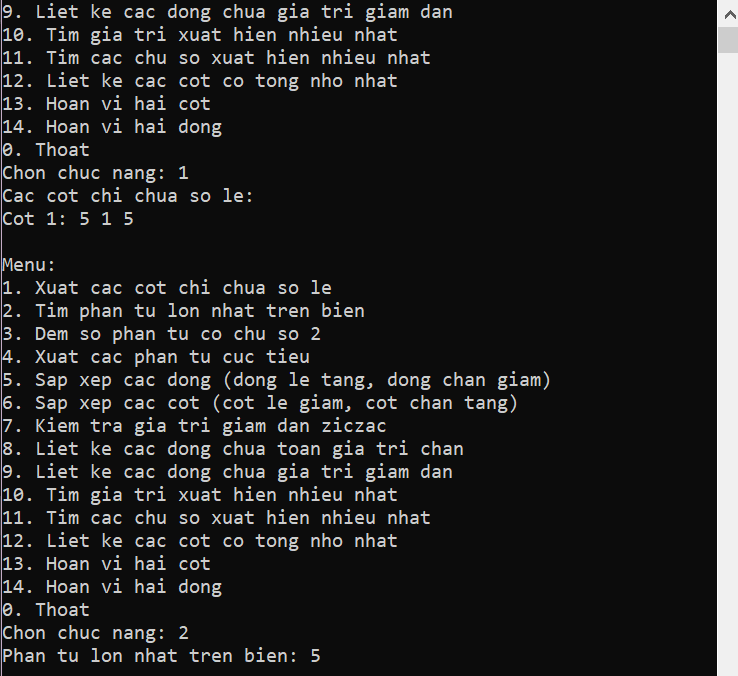 9. Liet ke cac dong chua gia tri giam dan
10. Tim gia tri xuat hien nhieu nhat
11. Tim cac chu so xuat hien nhieu nhat
12. Liet ke cac cot co tong nho nhat
13. Hoan vi hai cot
14. Hoan vi hai dong
0. Thoat
Chon chuc nang: 1
Cac cot chi chua so le:
Cot 1: 5 1 5
Menu:
1. Xuat cac cot chi chua so le
2. Tim phan tu lon nhat tren bien
3. Dem so phan tu co chu so 2
4. Xuat cac phan tu cuc tieu
5. Sap xep cac dong (dong le tang, dong chan giam)
6. Sap xep cac cot (cot le giam, cot chan tang)
7. Kiem tra gia tri giam dan ziczac
8. Liet ke cac dong chua toan gia tri chan
9. Liet ke cac dong chua gia tri giam dan
10. Tim gia tri xuat hien nhieu nhat
11. Tim cac chu so xuat hien nhieu nhat
12. Liet ke cac cot co tong nho nhat
13. Hoan vi hai cot
14. Hoan vi hai dong
0. Thoat
Chon chuc nang: 2
Phan tu lon nhat tren bien: 5